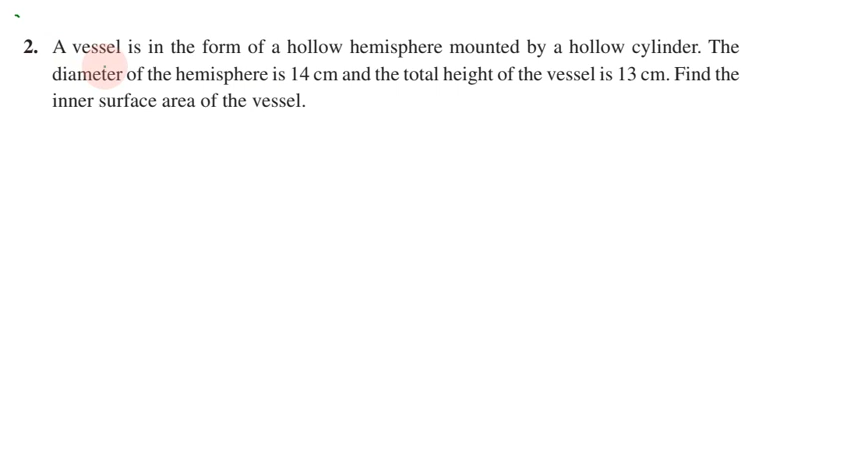 2. A vessel is in the form of a hollow hemisphere mounted by a hollow cylinder. The
diameter of the hemisphere is 14 cm and the total height of the vessel is 13 cm. Find the
inner surface area of the vessel.